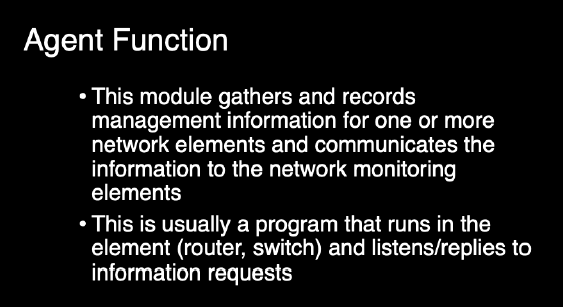 Agent Function
• This module gathers and records
management information for one or more
network elements and communicates the
information to the network monitoring
elements
• This is usually a program that runs in the
element (router, switch) and listens/replies to
information requests